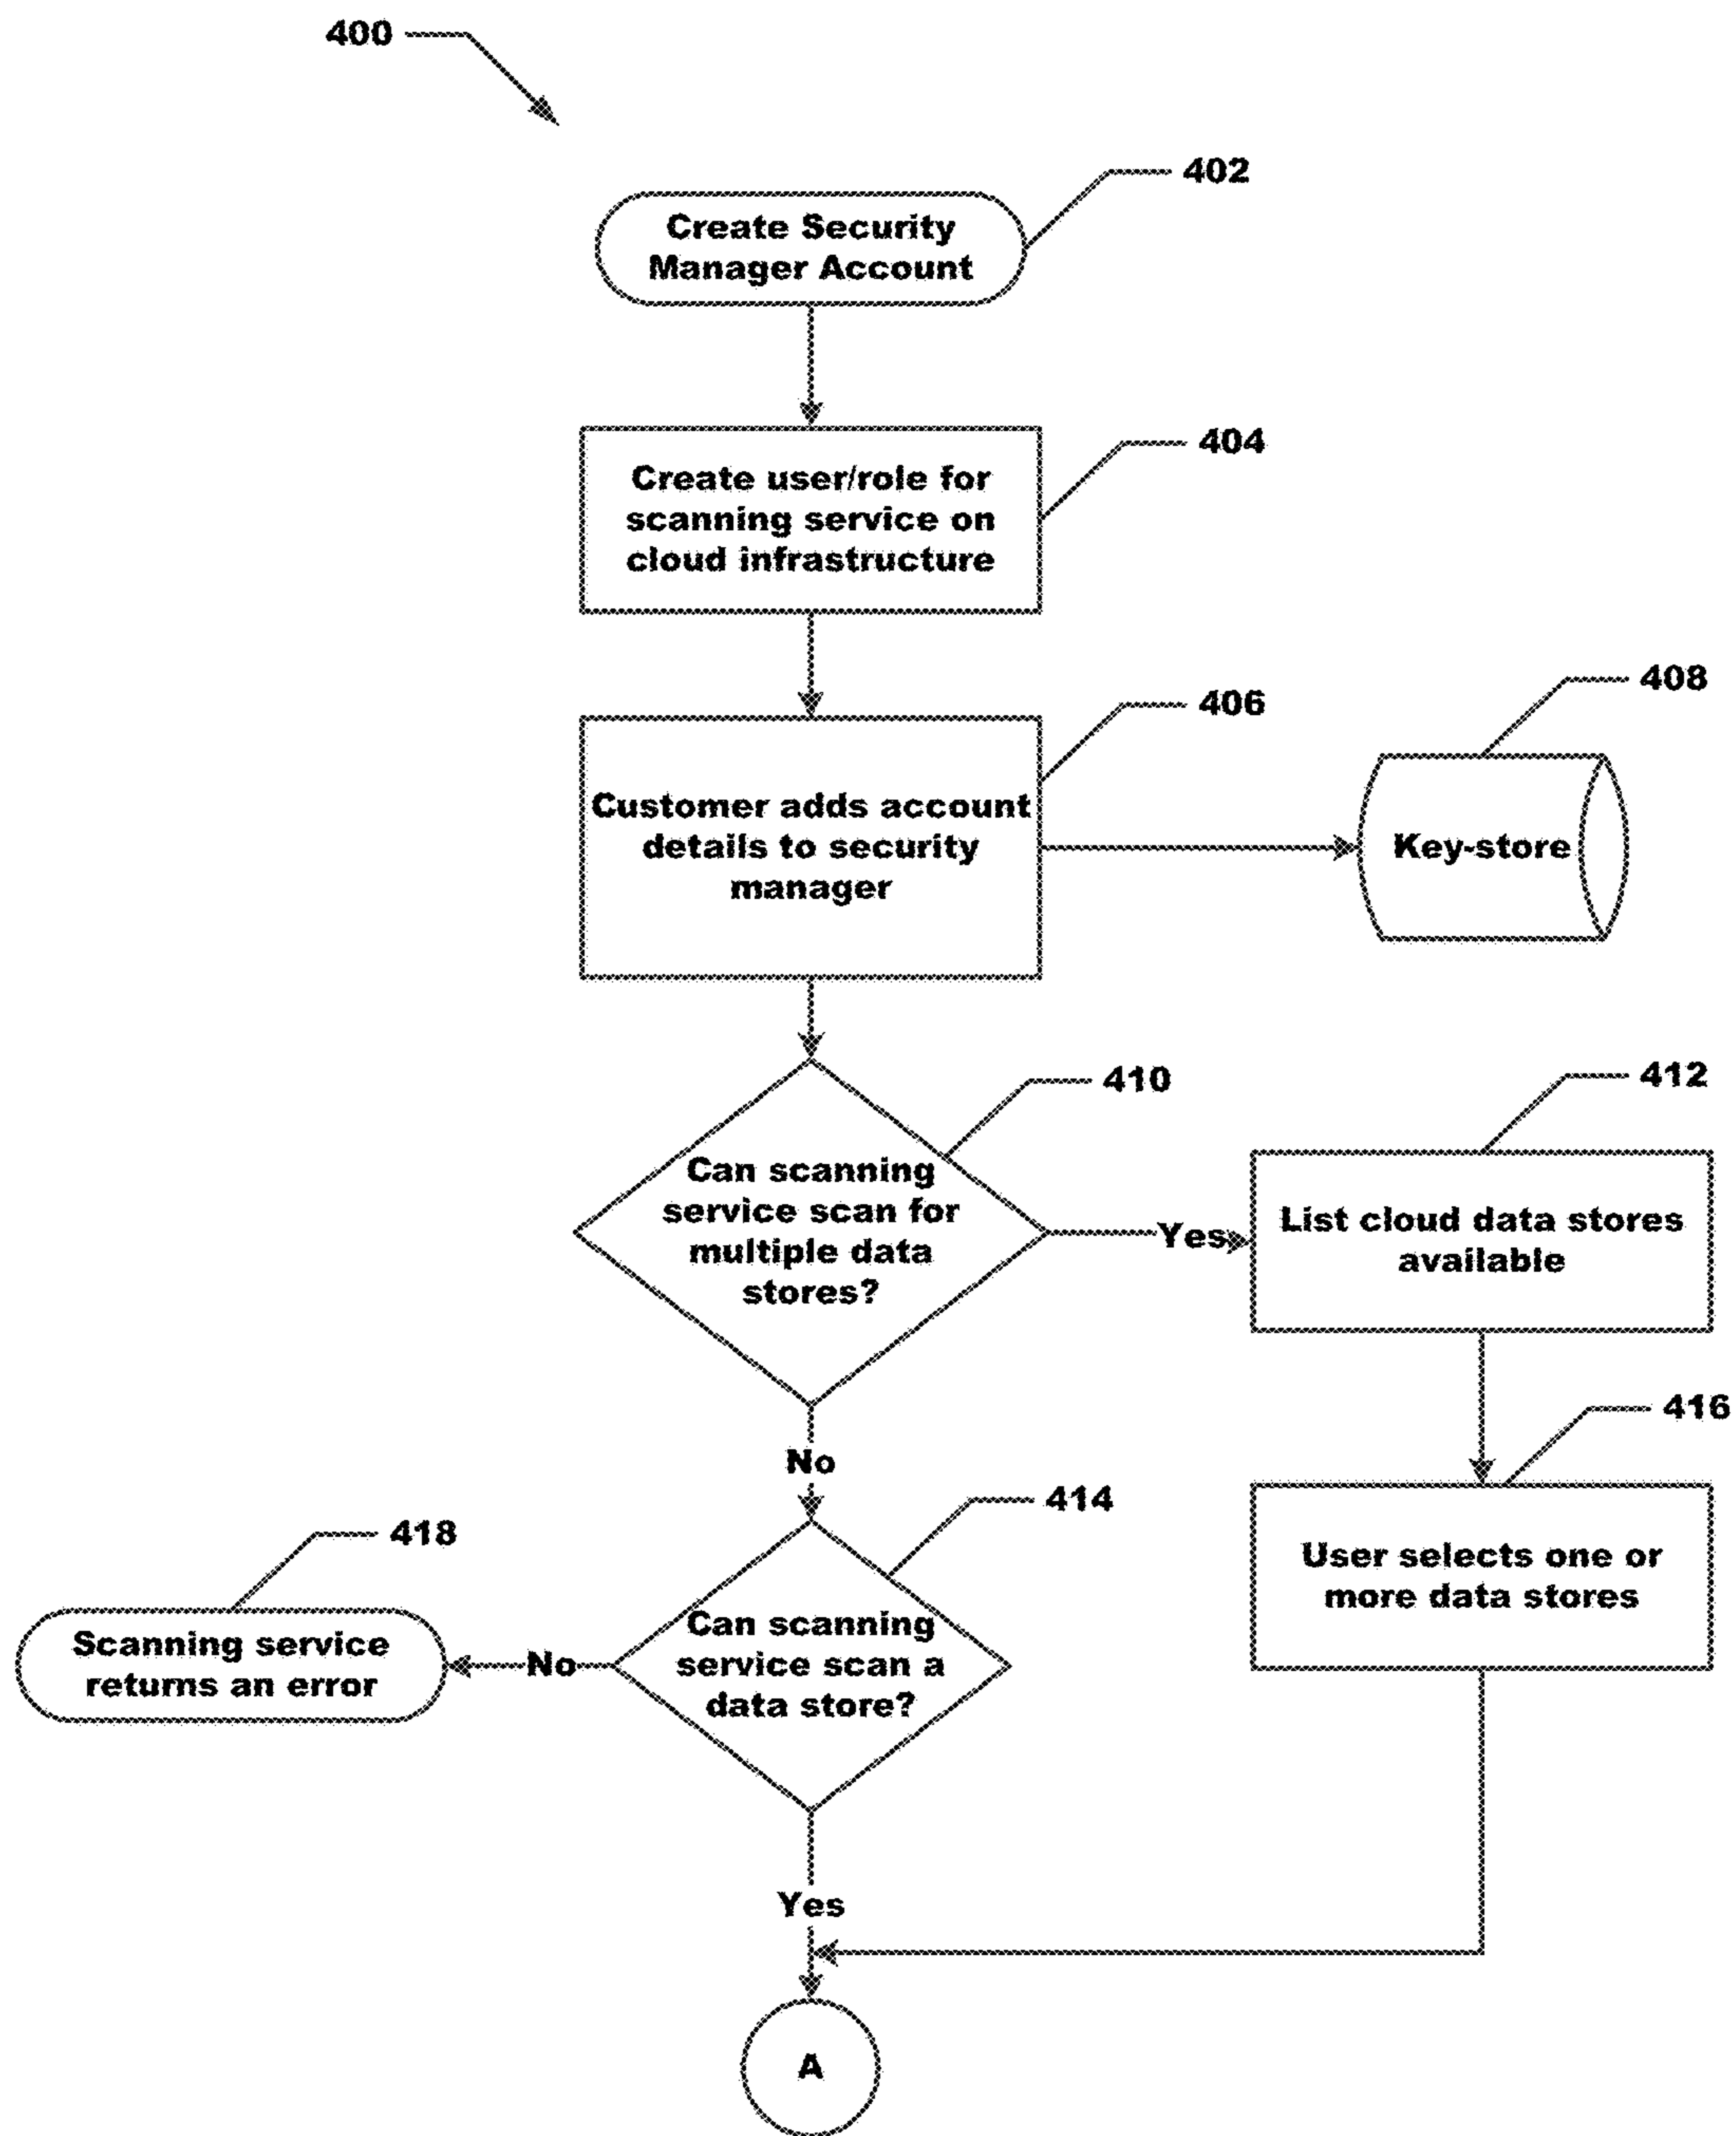 400
402
Create Security
Manager Account
404
Create user/role for
scanning service on
cloud infrastructure
406
408
Customer adds account
details to security
manager
Key-store
410
412
Can scanning
service scan for
multiple data
stores?
Yes
List cloud data stores
available
416
No
414
418
User selects one or
more data stores
Can scanning
service scan a
data store?
No
Scanning service
returns an error
Yes
A